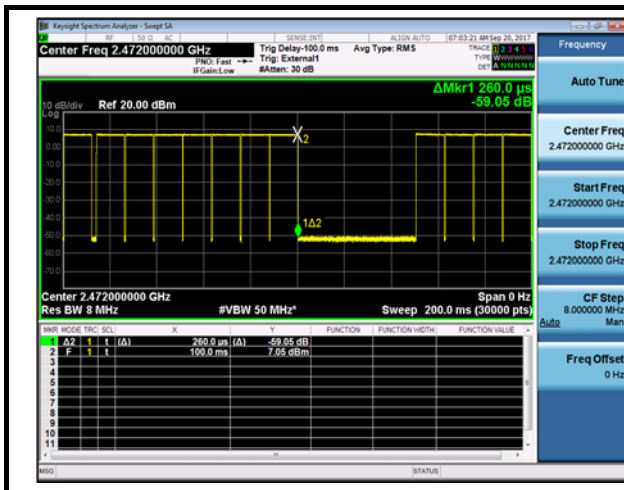 Keysight Spectrum Analyzer - Swept SA
RF 50 Ω AC SENSE:INT ALIGN AUTO 07:03:21 AM Sep 20, 2017
Center Freq 2.472000000 GHz
PNO: Fast
IFGain:Low
Trig Delay-100.0 ms
Trig: External1
#Atten: 30 dB
Avg Type: RMS
TRACE 1 2 3 4 5 6
TYPE WWWWWW
DET A NNNNN
ΔMkr1 260.0 µs
-59.05 dB
10 dB/div Ref 20.00 dBm
Log
10.0
0.00
-10.0
-20.0
-30.0
-40.0
-50.0
-60.0
-70.0
X2
1Δ2
Center 2.472000000 GHz Span 0 Hz
Res BW 8 MHz #VBW 50 MHz* Sweep 200.0 ms (30000 pts)
MKR MODE TRC SCL X Y FUNCTION FUNCTION WIDTH FUNCTION VALUE
1 Δ2 1 t (Δ) 260.0 µs (Δ) -59.05 dB
2 F 1 t 100.0 ms 7.05 dBm
3
4
5
6
7
8
9
10
11
MSG STATUS
Frequency
Auto Tune
Center Freq
2.472000000 GHz
Start Freq
2.472000000 GHz
Stop Freq
2.472000000 GHz
CF Step
8.000000 MHz
Auto Man
Freq Offset
0 Hz